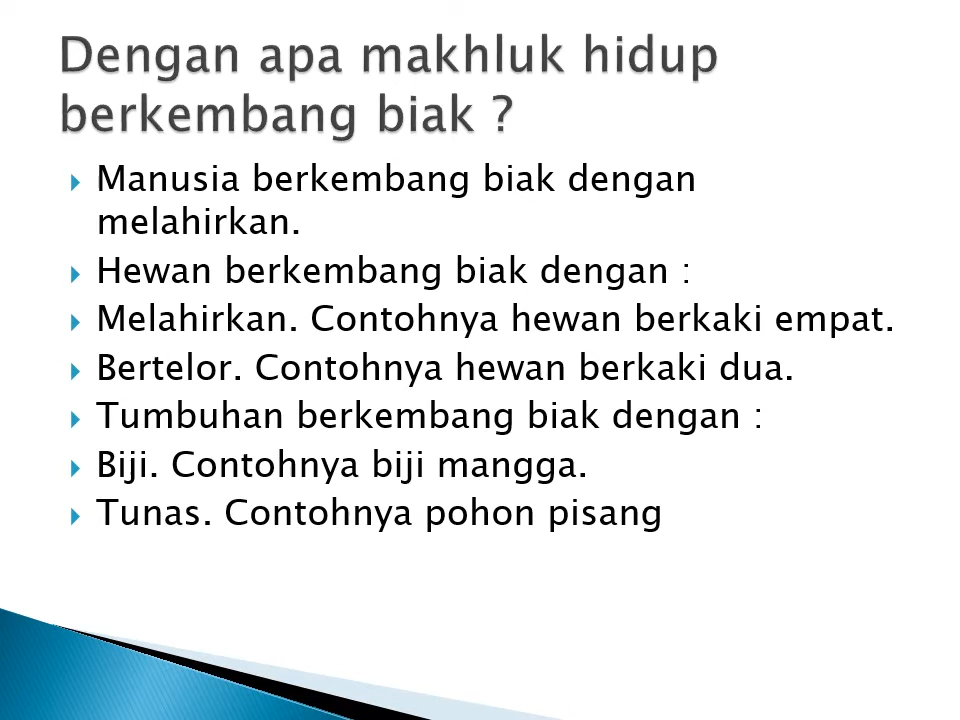 Dengan apa makhluk hidup
berkembang biak ?
Manusia berkembang biak dengan
melahirkan.
Hewan berkembang biak dengan :
Melahirkan. Contohnya hewan berkaki empat.
Bertelor. Contohnya hewan berkaki dua.
Tumbuhan berkembang biak dengan :
Biji. Contohnya biji mangga.
Tunas. Contohnya pohon pisang